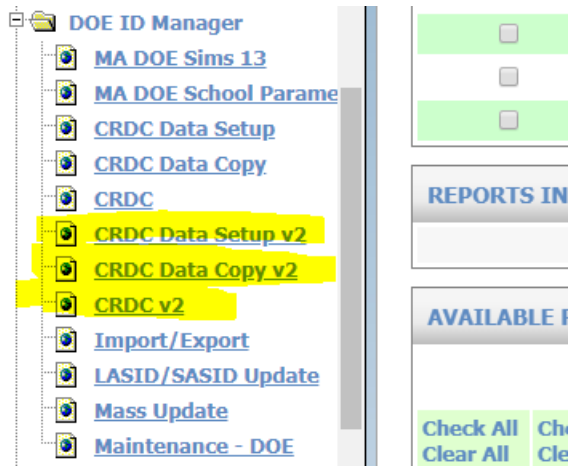 DOE ID Manager
MA DOE Sims 13
MA DOE School Parame
CRDC Data Setup
CRDC Data Copy
CRDC
CRDC Data Setup v2
CRDC Data Copy v2
CRDC v2
Import/Export
LASID/SASID Update
Mass Update
Maintenance - DOE
REPORTS IN
AVAILABLE
Check All
Clear All